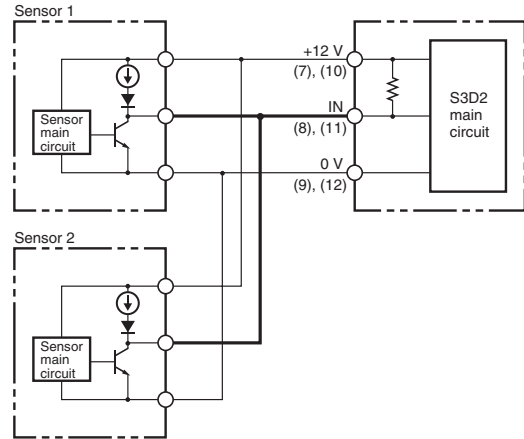 Sensor 1
Sensor
main
circuit
+12 V
(7), (10)
IN
(8), (11)
0 V
(9), (12)
S3D2
main
circuit
Sensor 2
Sensor
main
circuit